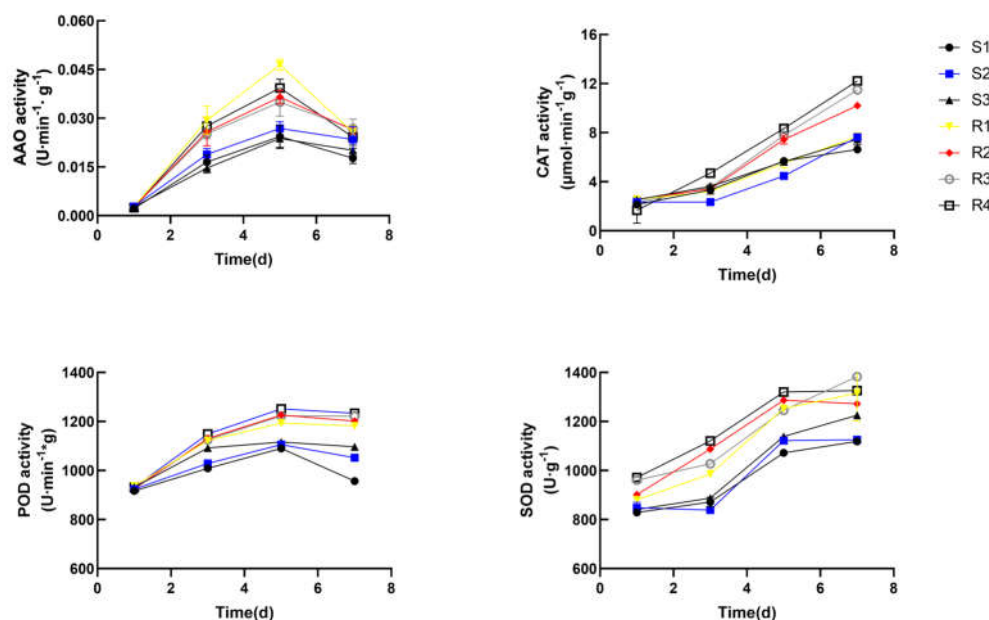 AAO activity
(U·min⁻¹· g⁻¹)
0.060
0.045
0.030
0.015
0.000
0 2 4 6 8
Time(d)
CAT activity
(μmol·min⁻¹·g⁻¹)
16
12
8
4
0
0 2 4 6 8
Time(d)
S1
S2
S3
R1
R2
R3
R4
POD activity
(U·min⁻¹*g)
1400
1200
1000
800
600
0 2 4 6 8
Time(d)
SOD activity
(U·g⁻¹)
1400
1200
1000
800
600
0 2 4 6 8
Time(d)